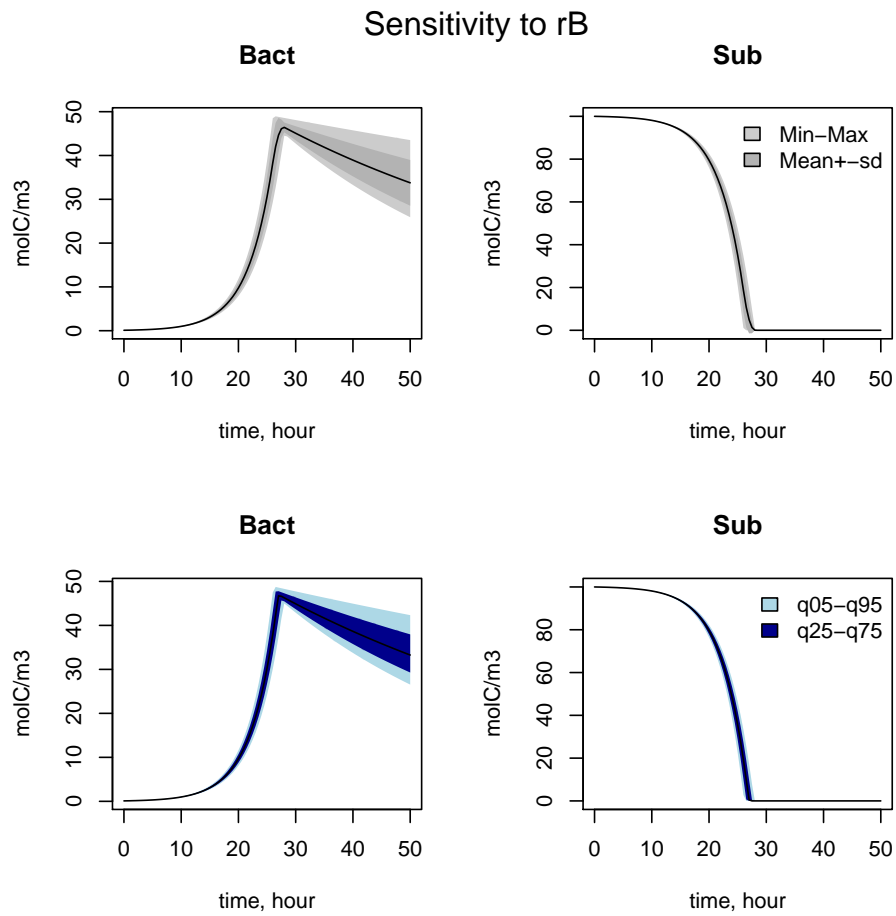 Sensitivity to rB
Bact
molC/m3
0 10 20 30 40 50
0 10 20 30 40 50
time, hour
Sub
molC/m3
0 20 40 60 80
Min−Max
Mean+−sd
0 10 20 30 40 50
time, hour
Bact
molC/m3
0 10 20 30 40 50
0 10 20 30 40 50
time, hour
Sub
molC/m3
0 20 40 60 80
q05−q95
q25−q75
0 10 20 30 40 50
time, hour